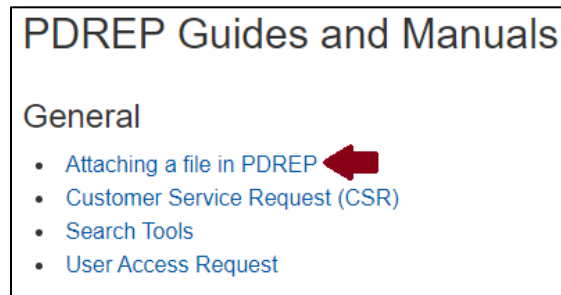 PDREP Guides and Manuals
General
Attaching a file in PDREP
Customer Service Request (CSR)
Search Tools
User Access Request